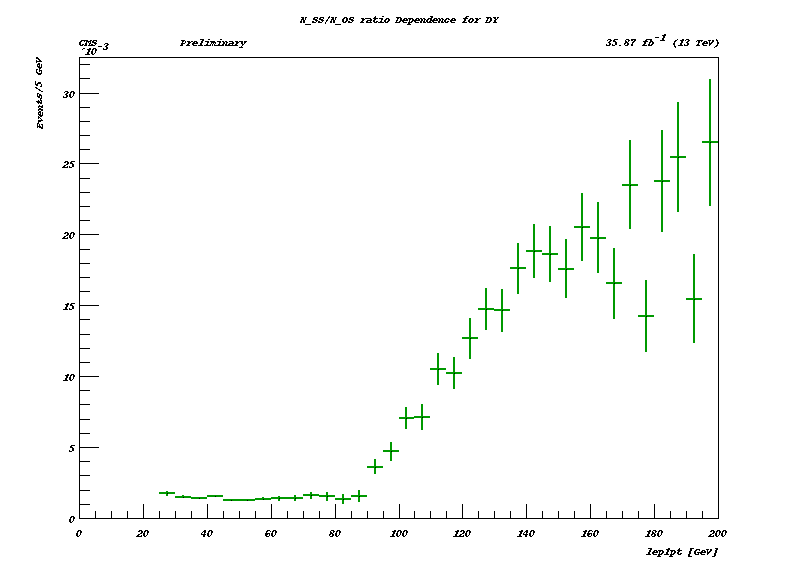 N_SS/N_OS ratio Dependence for DY
CMS Preliminary 35.87 fb^-1 (13 TeV)
^10^-3
Events/5 GeV
30
25
20
15
10
5
0
0 20 40 60 80 100 120 140 160 180 200
lep1pt [GeV]